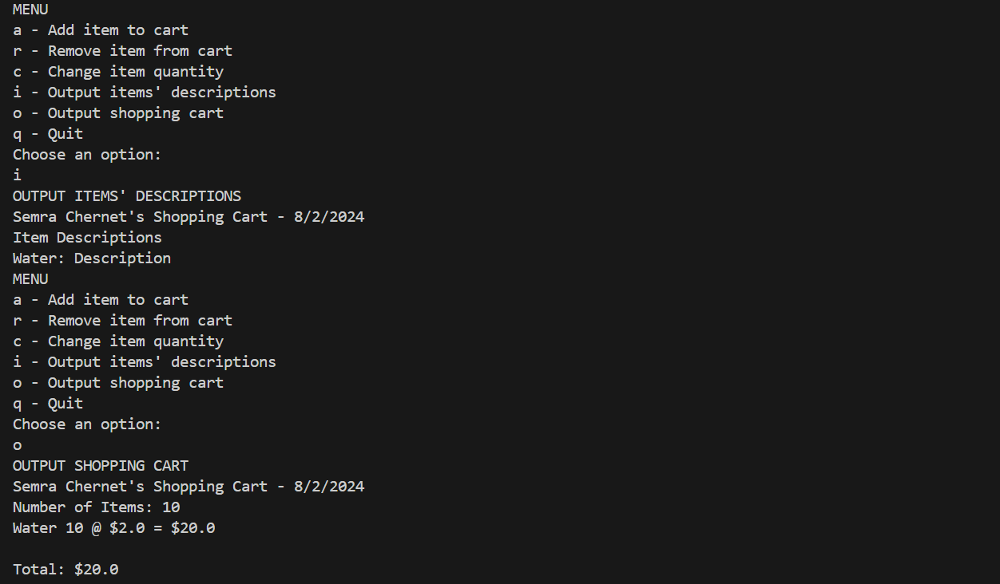 MENU
a - Add item to cart
r - Remove item from cart
c - Change item quantity
i - Output items' descriptions
o - Output shopping cart
q - Quit
Choose an option:
i
OUTPUT ITEMS' DESCRIPTIONS
Semra Chernet's Shopping Cart - 8/2/2024
Item Descriptions
Water: Description
MENU
a - Add item to cart
r - Remove item from cart
c - Change item quantity
i - Output items' descriptions
o - Output shopping cart
q - Quit
Choose an option:
o
OUTPUT SHOPPING CART
Semra Chernet's Shopping Cart - 8/2/2024
Number of Items: 10
Water 10 @ $2.0 = $20.0
Total: $20.0